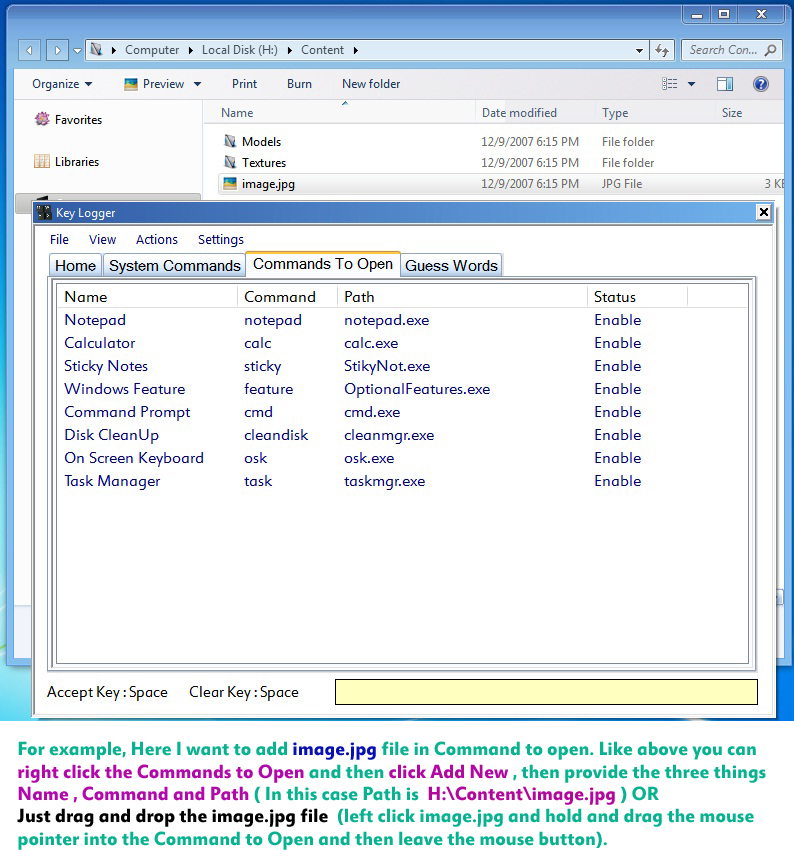 Computer Local Disk (H:) Content Search Con...
Organize Preview Print Burn New folder
Name Date modified Type Size
Favorites
Models 12/9/2007 6:15 PM File folder
Libraries
Textures 12/9/2007 6:15 PM File folder
image.jpg 12/9/2007 6:15 PM JPG File 3 KB
Key Logger
File View Actions Settings
Home System Commands Commands To Open Guess Words
Name Command Path Status
Notepad notepad notepad.exe Enable
Calculator calc calc.exe Enable
Sticky Notes sticky StikyNot.exe Enable
Windows Feature feature OptionalFeatures.exe Enable
Command Prompt cmd cmd.exe Enable
Disk CleanUp cleandisk cleanmgr.exe Enable
On Screen Keyboard osk osk.exe Enable
Task Manager task taskmgr.exe Enable
Accept Key : Space Clear Key : Space
For example, Here I want to add image.jpg file in Command to open. Like above you can
right click the Commands to Open and then click Add New , then provide the three things
Name , Command and Path ( In this case Path is H:\Content\image.jpg ) OR
Just drag and drop the image.jpg file (left click image.jpg and hold and drag the mouse
pointer into the Command to Open and then leave the mouse button).